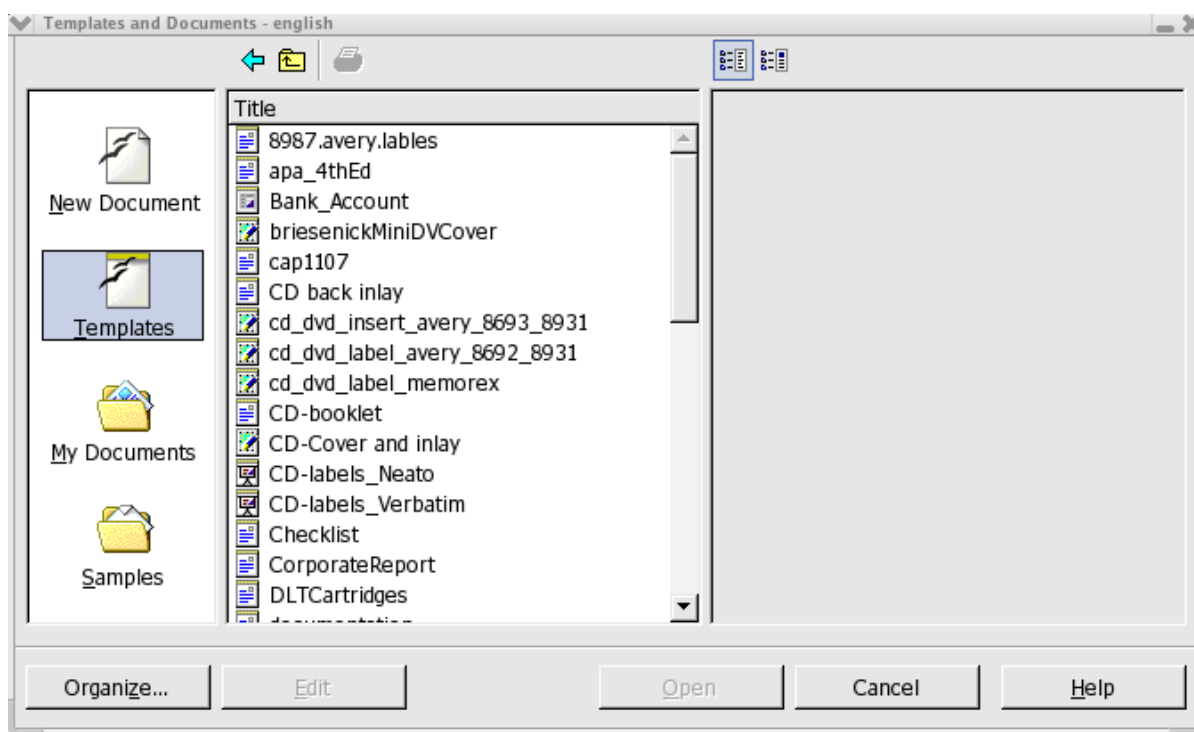 Templates and Documents - english
Title
8987.avery.lables
apa_4thEd
Bank_Account
briesenickMiniDVCover
cap1107
CD back inlay
cd_dvd_insert_avery_8693_8931
cd_dvd_label_avery_8692_8931
cd_dvd_label_memorex
CD-booklet
CD-Cover and inlay
CD-labels_Neato
CD-labels_Verbatim
Checklist
CorporateReport
DLTCartridges
documentation
New Document
Templates
My Documents
Samples
Organize...
Edit
Open
Cancel
Help